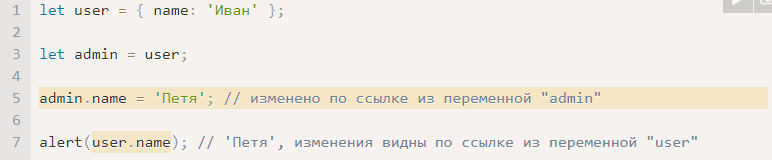 1 let user = { name: 'Иван' };
2
3 let admin = user;
4
5 admin.name = 'Петя'; // изменено по ссылке из переменной "admin"
6
7 alert(user.name); // 'Петя', изменения видны по ссылке из переменной "user"